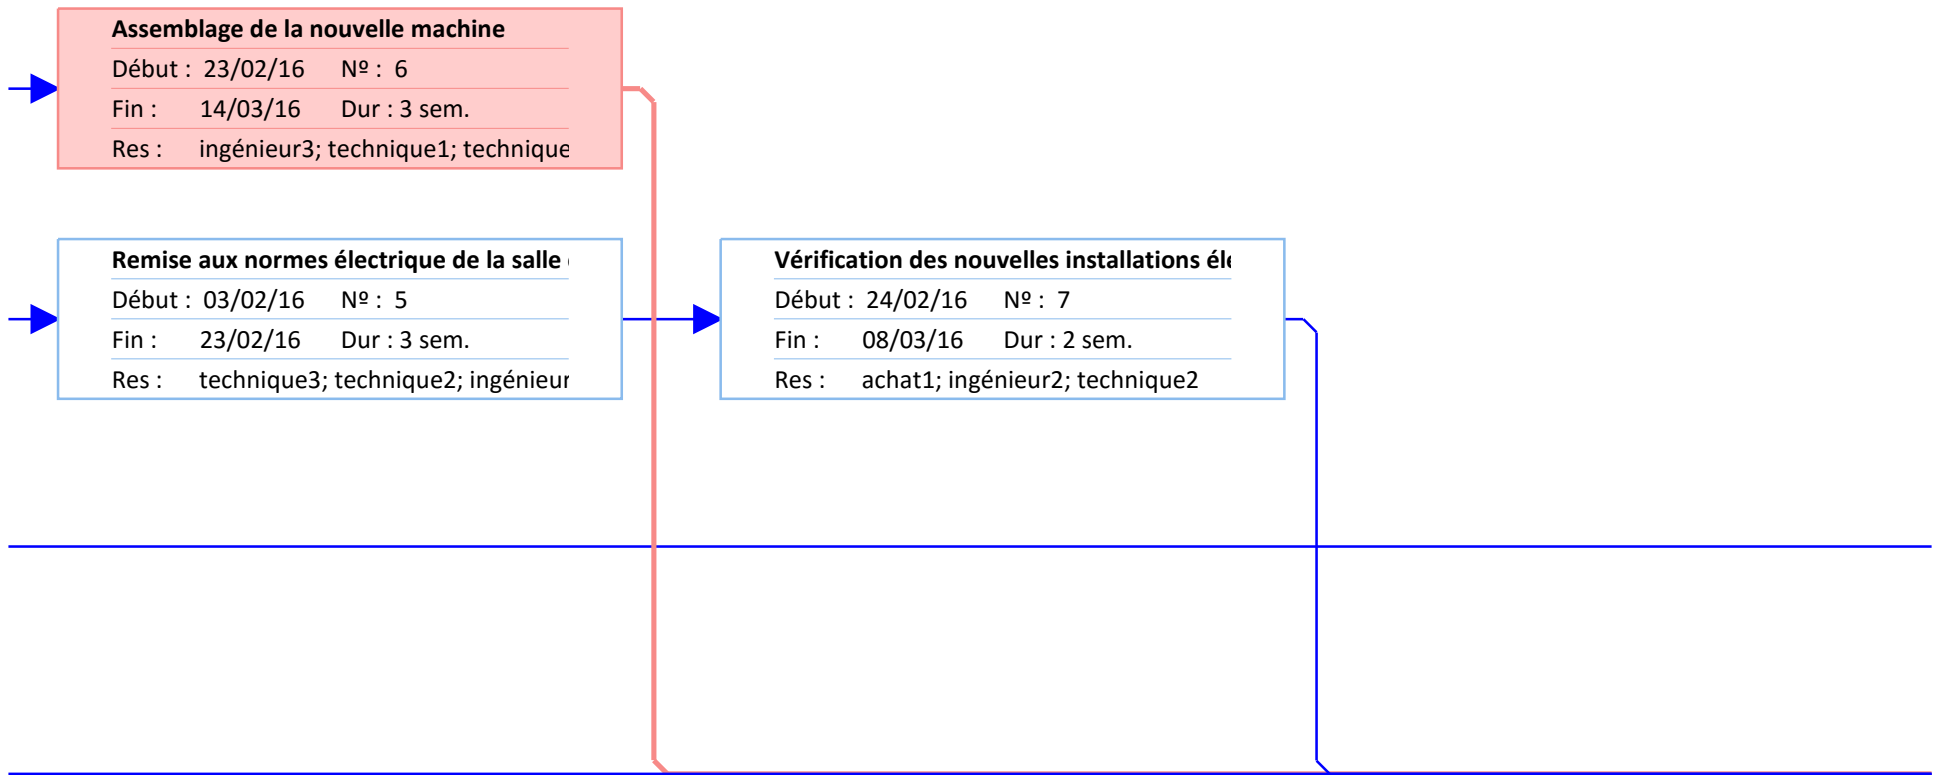 Assemblage de la nouvelle machine
Début : 23/02/16 Nº : 6
Fin : 14/03/16 Dur : 3 sem.
Res : ingénieur3; technique1; technique
Remise aux normes électrique de la salle
Début : 03/02/16 Nº : 5
Fin : 23/02/16 Dur : 3 sem.
Res : technique3; technique2; ingénieur
Vérification des nouvelles installations éle
Début : 24/02/16 Nº : 7
Fin : 08/03/16 Dur : 2 sem.
Res : achat1; ingénieur2; technique2